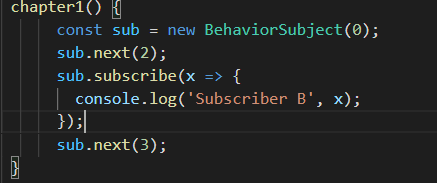 chapter1() {
const sub = new BehaviorSubject(0);
sub.next(2);
sub.subscribe(x => {
console.log('Subscriber B', x);
});
sub.next(3);
}